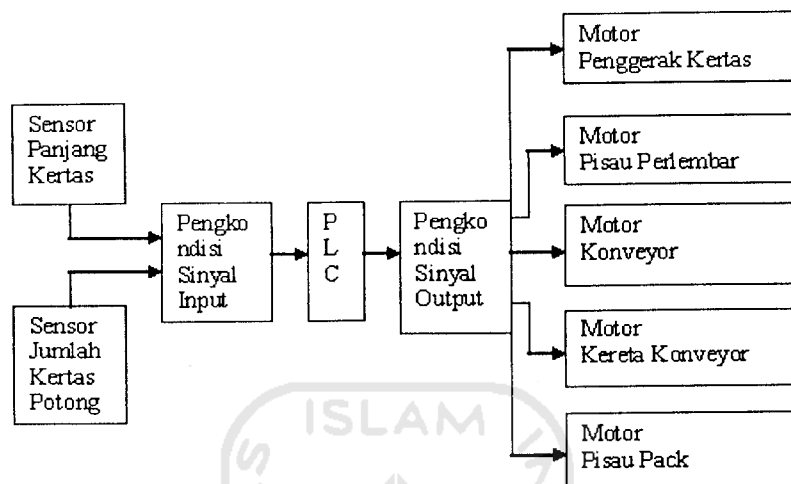 Sensor
Panjang
Kertas
Sensor
Jumlah
Kertas
Potong
Pengko
ndisi
Sinyal
Input
P
L
C
Pengko
ndisi
Sinyal
Output
Motor
Penggerak Kertas
Motor
Pisau Perlembar
Motor
Konveyor
Motor
Kereta Konveyor
Motor
Pisau Pack
ISLAM